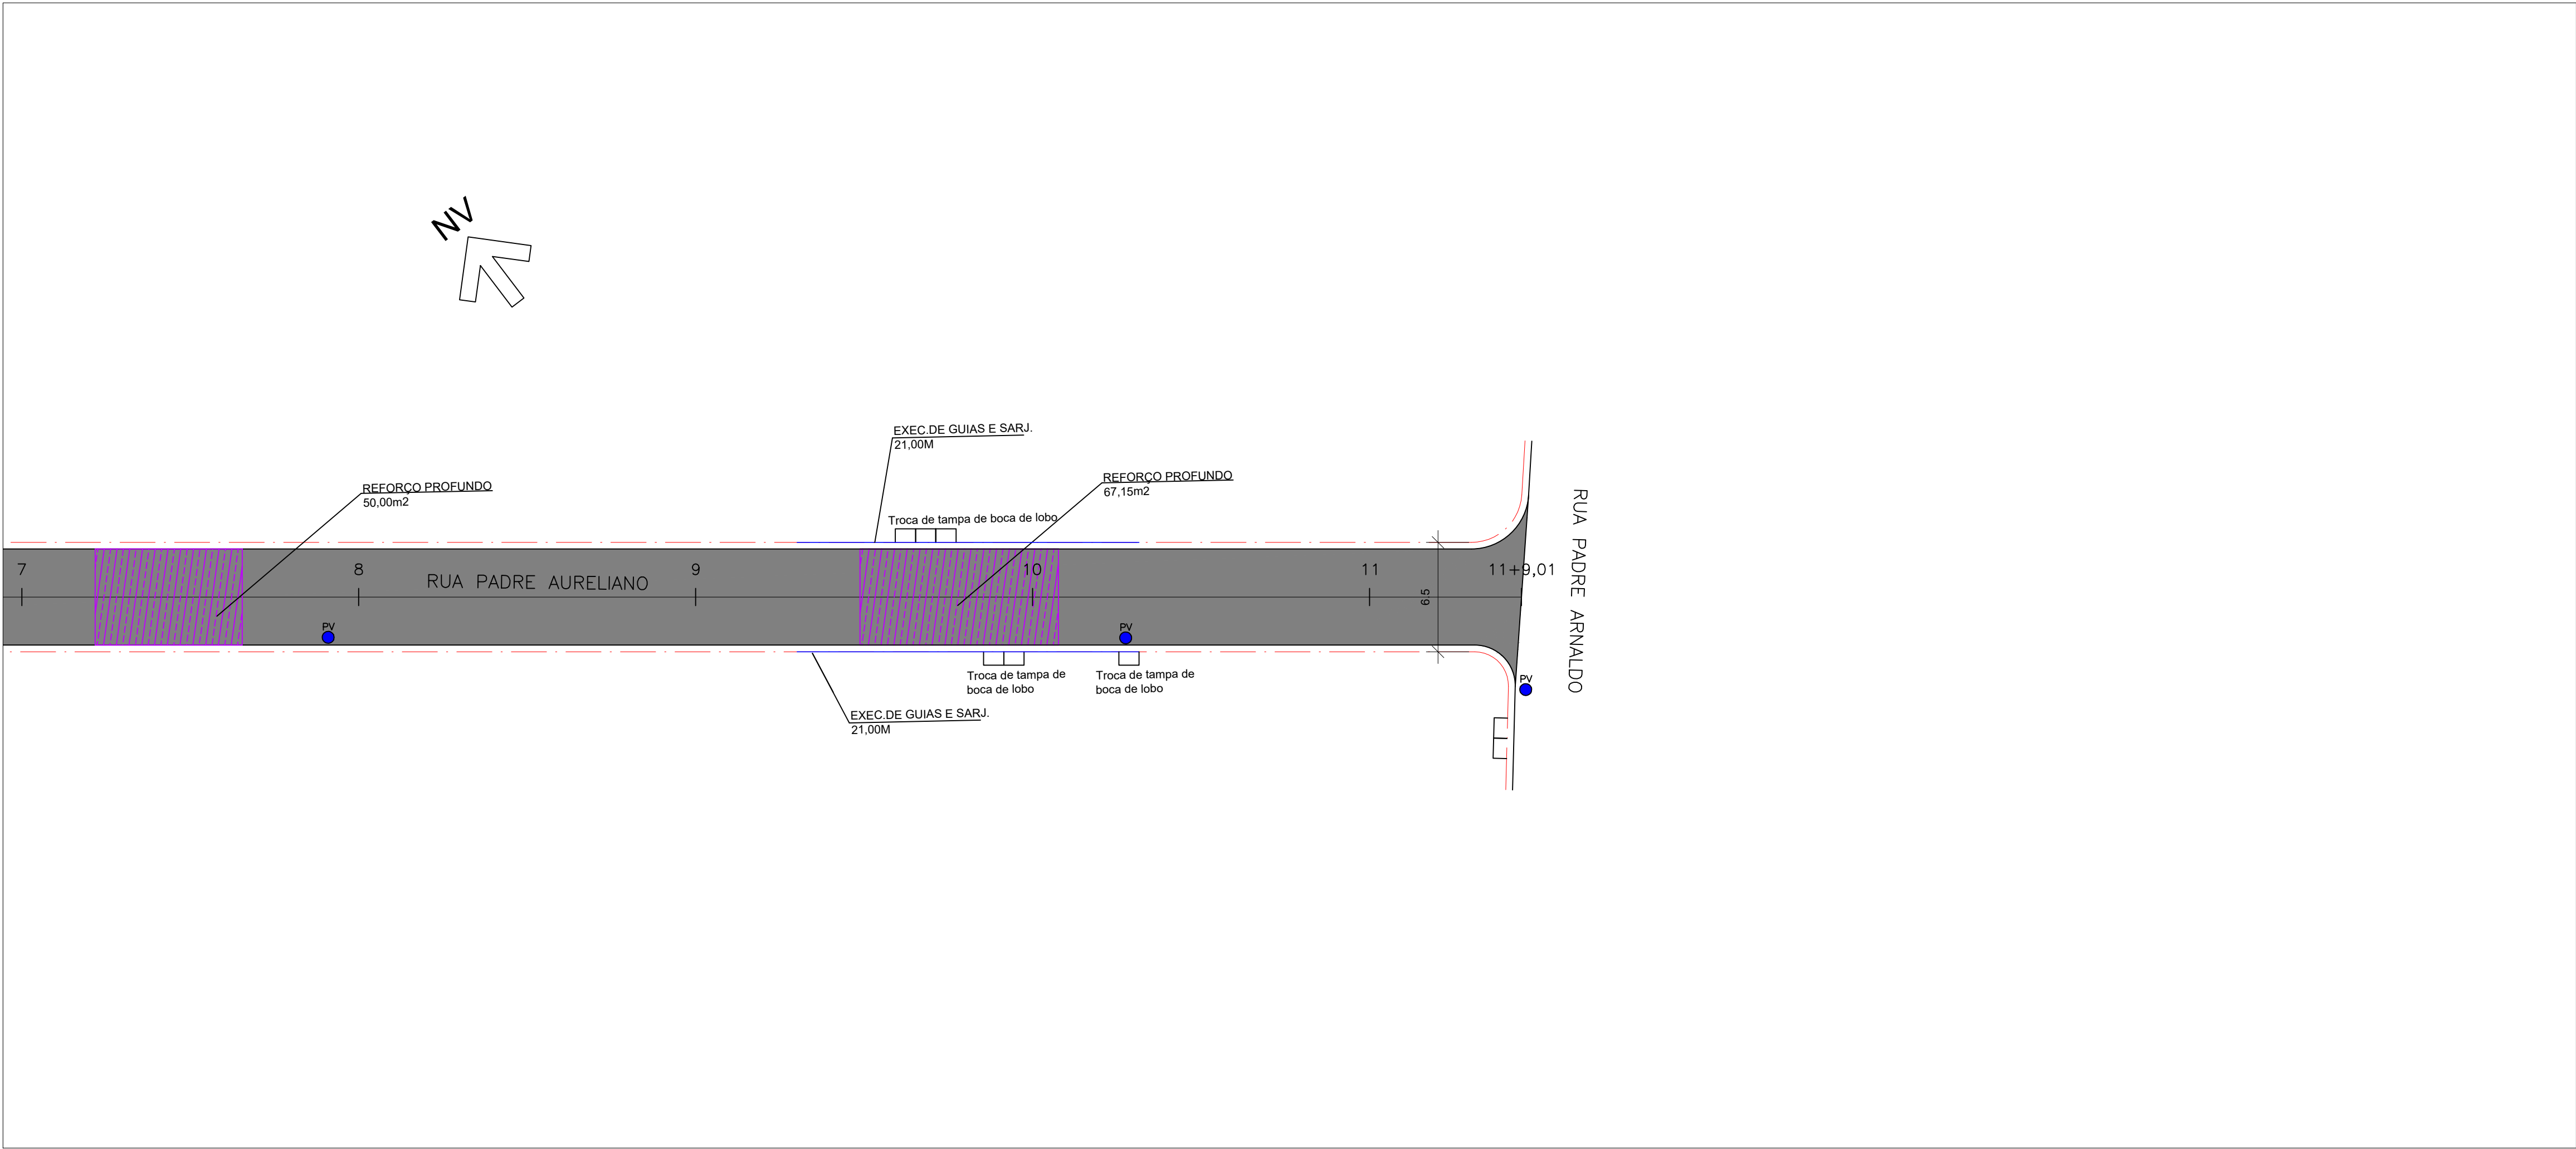 NV
EXEC.DE GUIAS E SARJ.
21,00M
REFORÇO PROFUNDO
67,15m2
REFORÇO PROFUNDO
50,00m2
Troca de tampa de boca de lobo
RUA PADRE ARNALDO
7
8
9
10
11
11+9,01
RUA PADRE AURELIANO
6.5
PV
PV
PV
Troca de tampa de
boca de lobo
Troca de tampa de
boca de lobo
EXEC.DE GUIAS E SARJ.
21,00M